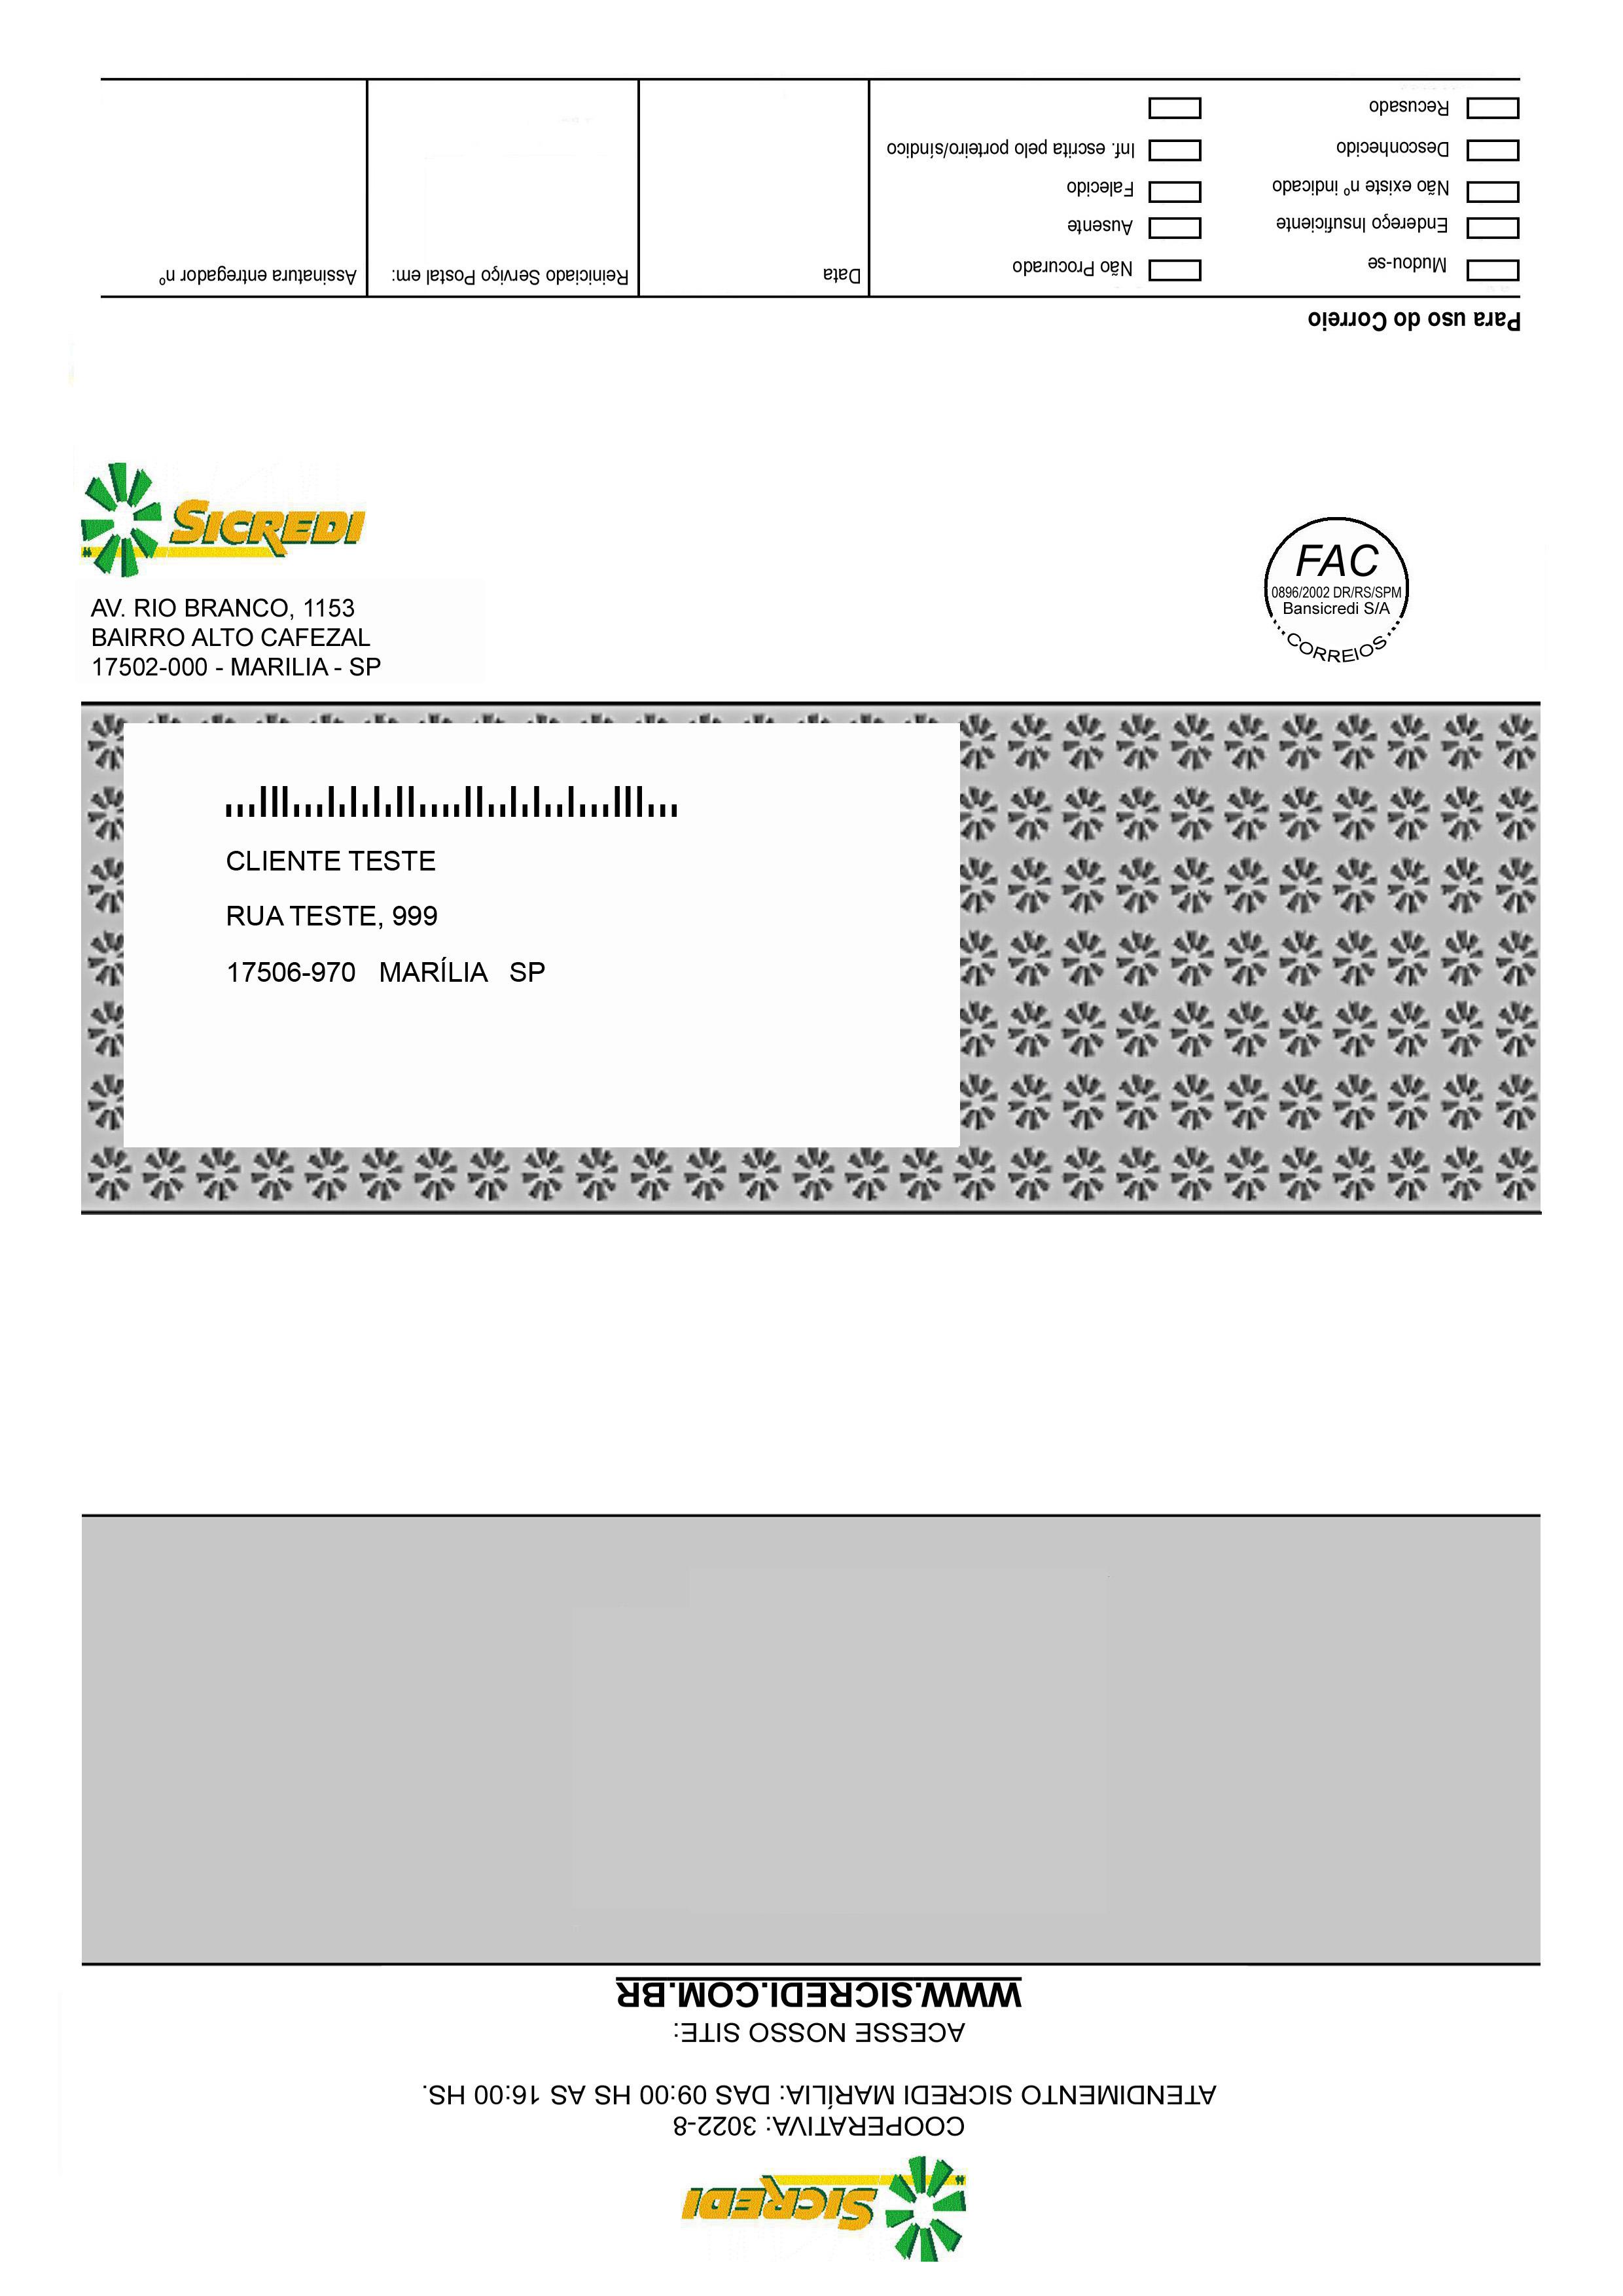 Para uso do Correio
Mudou-se
Endereço Insuficiente
Não existe nº indicado
Desconhecido
Recusado
Não Procurado
Ausente
Falecido
Inf. escrita pelo porteiro/síndico
Data
Reiniciado Serviço Postal em:
Assinatura entregador nº
SICREDI
AV. RIO BRANCO, 1153
BAIRRO ALTO CAFEZAL
17502-000 - MARILIA - SP
FAC
0896/2002 DR/RS/SPM
Bansicredi S/A
CORREIOS
CLIENTE TESTE
RUA TESTE, 999
17506-970 MARÍLIA SP
SICREDI
COOPERATIVA: 3022-8
ATENDIMENTO SICREDI MARÍLIA: DAS 09:00 HS AS 16:00 HS.
ACESSE NOSSO SITE:
WWW.SICREDI.COM.BR